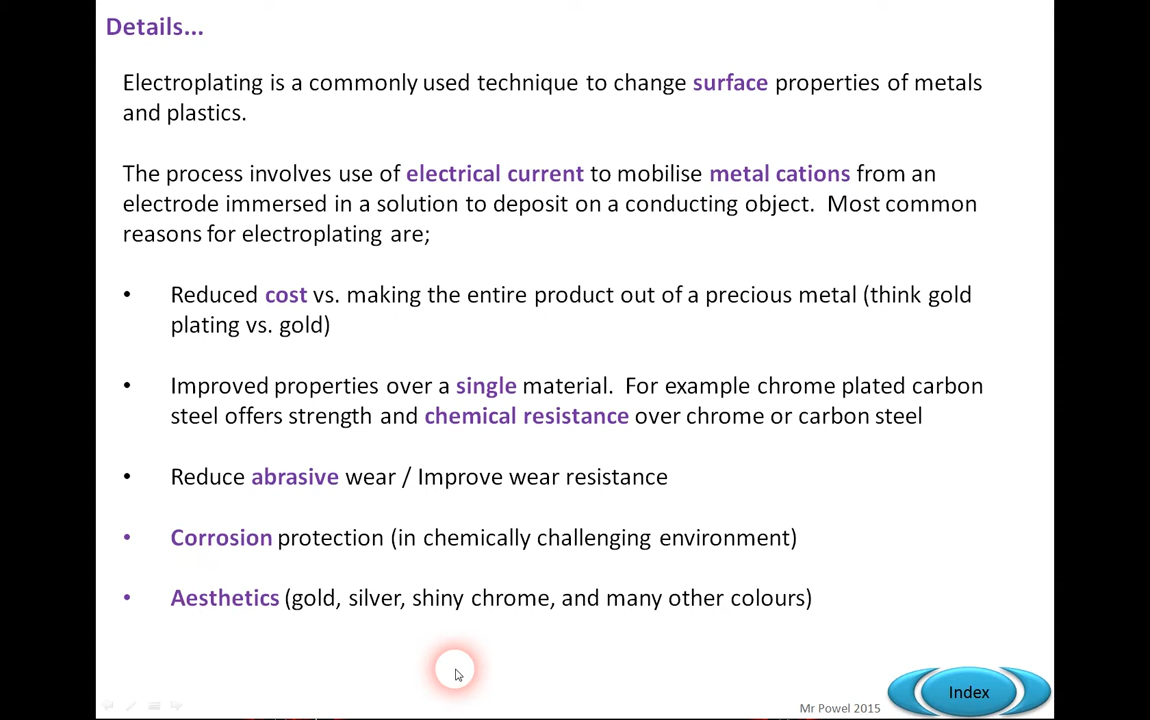 Details...
Electroplating is a commonly used technique to change surface properties of metals
and plastics.
The process involves use of electrical current to mobilise metal cations from an
electrode immersed in a solution to deposit on a conducting object.  Most common
reasons for electroplating are;
• Reduced cost vs. making the entire product out of a precious metal (think gold
plating vs. gold)
• Improved properties over a single material.  For example chrome plated carbon
steel offers strength and chemical resistance over chrome or carbon steel
• Reduce abrasive wear / Improve wear resistance
• Corrosion protection (in chemically challenging environment)
• Aesthetics (gold, silver, shiny chrome, and many other colours)
Index
Mr Powel 2015